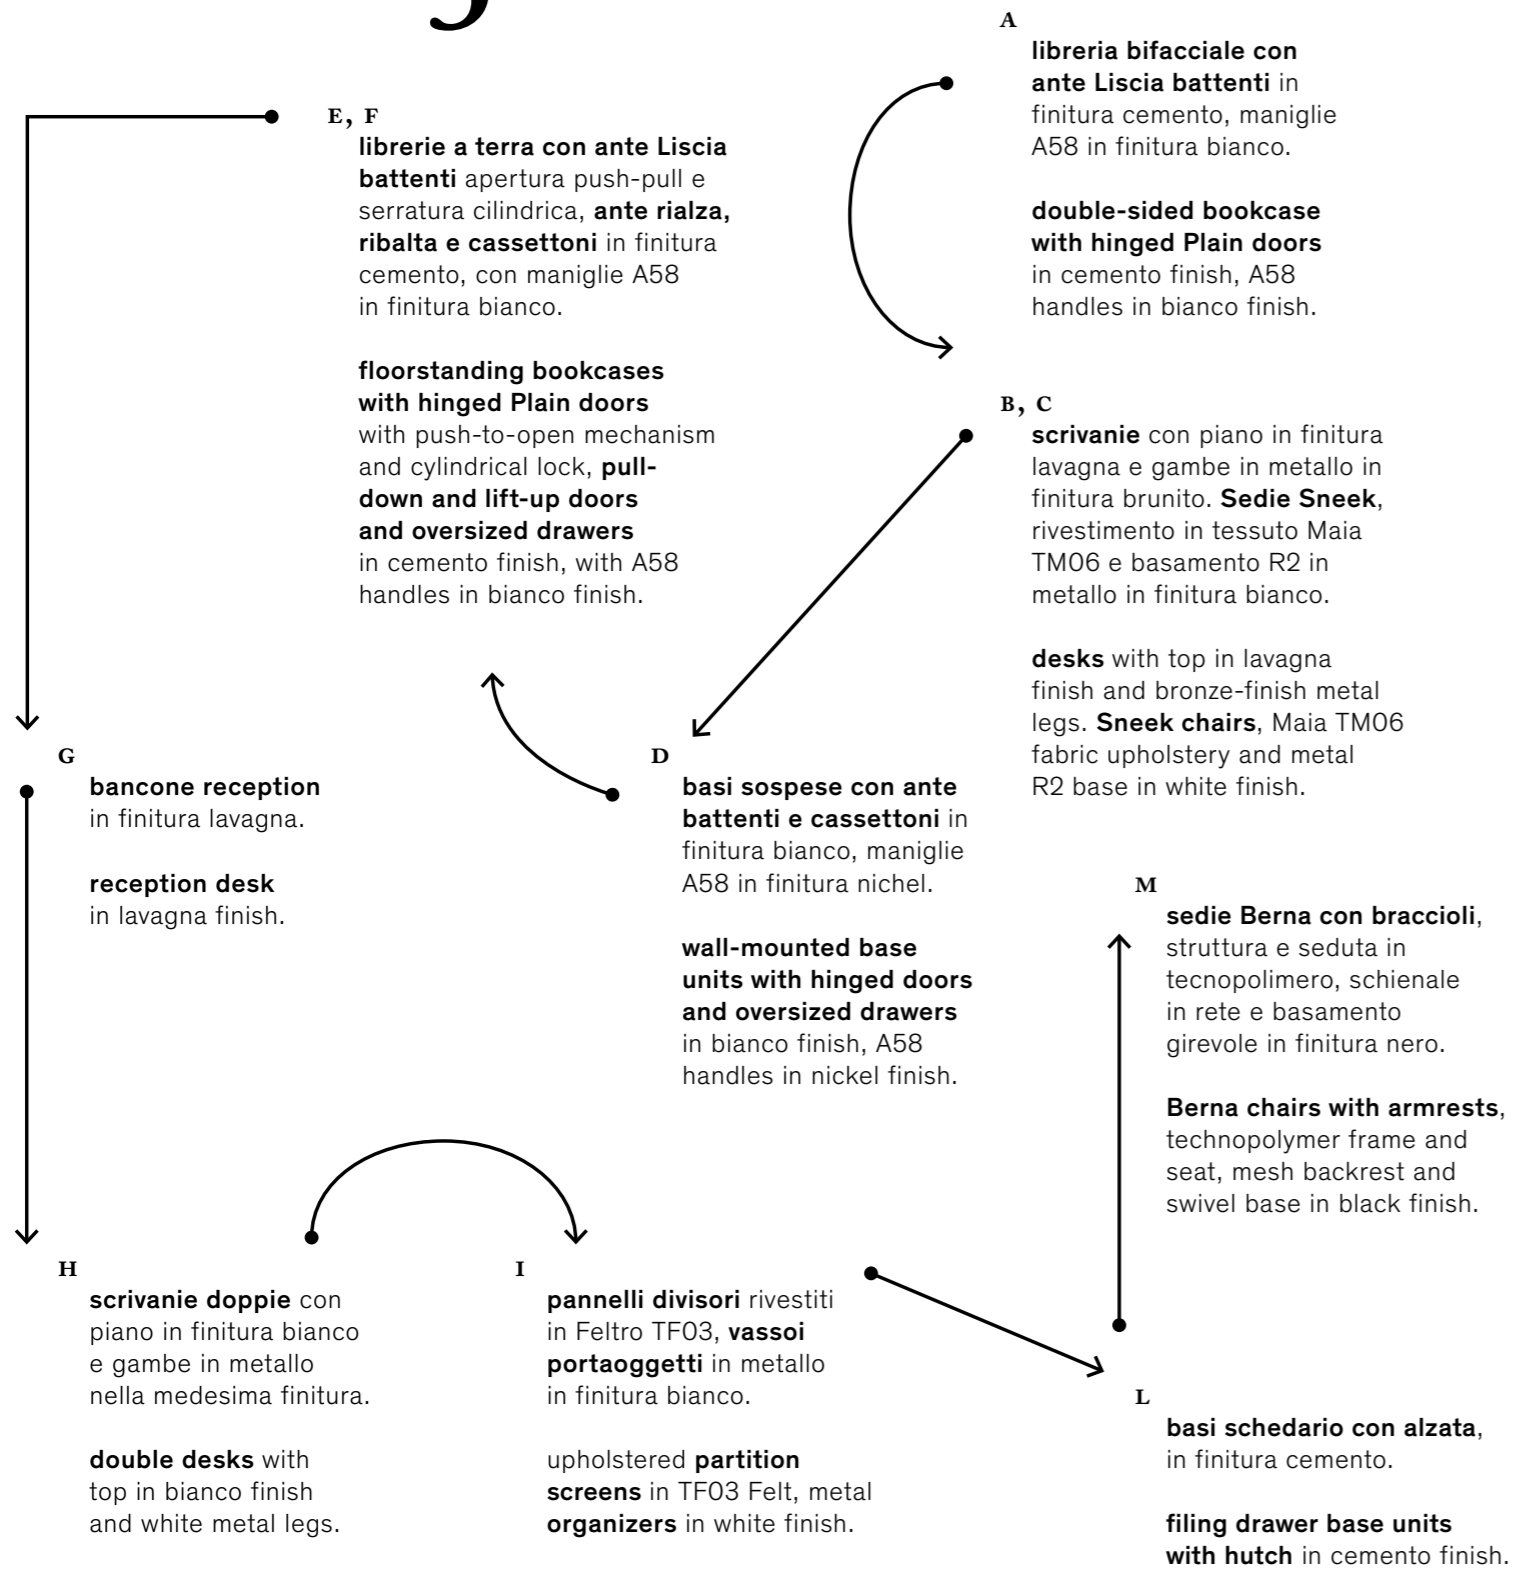 A
libreria bifacciale con
ante Liscia battenti in
finitura cemento, maniglie
A58 in finitura bianco.
double-sided bookcase
with hinged Plain doors
in cemento finish, A58
handles in bianco finish.
B, C
scrivanie con piano in finitura
lavagna e gambe in metallo in
finitura brunito. Sedie Sneek,
rivestimento in tessuto Maia
TM06 e basamento R2 in
metallo in finitura bianco.
desks with top in lavagna
finish and bronze-finish metal
legs. Sneek chairs, Maia TM06
fabric upholstery and metal
R2 base in white finish.
D
basi sospese con ante
battenti e cassettoni in
finitura bianco, maniglie
A58 in finitura nichel.
wall-mounted base
units with hinged doors
and oversized drawers
in bianco finish, A58
handles in nickel finish.
E, F
librerie a terra con ante Liscia
battenti apertura push-pull e
serratura cilindrica, ante rialza,
ribalta e cassettoni in finitura
cemento, con maniglie A58
in finitura bianco.
floorstanding bookcases
with hinged Plain doors
with push-to-open mechanism
and cylindrical lock, pull-
down and lift-up doors
and oversized drawers
in cemento finish, with A58
handles in bianco finish.
G
bancone reception
in finitura lavagna.
reception desk
in lavagna finish.
H
scrivanie doppie con
piano in finitura bianco
e gambe in metallo
nella medesima finitura.
double desks with
top in bianco finish
and white metal legs.
I
pannelli divisori rivestiti
in Feltro TF03, vassoi
portaoggetti in metallo
in finitura bianco.
upholstered partition
screens in TF03 Felt, metal
organizers in white finish.
L
basi schedario con alzata,
in finitura cemento.
filing drawer base units
with hutch in cemento finish.
M
sedie Berna con braccioli,
struttura e seduta in
tecnopolimero, schienale
in rete e basamento
girevole in finitura nero.
Berna chairs with armrests,
technopolymer frame and
seat, mesh backrest and
swivel base in black finish.